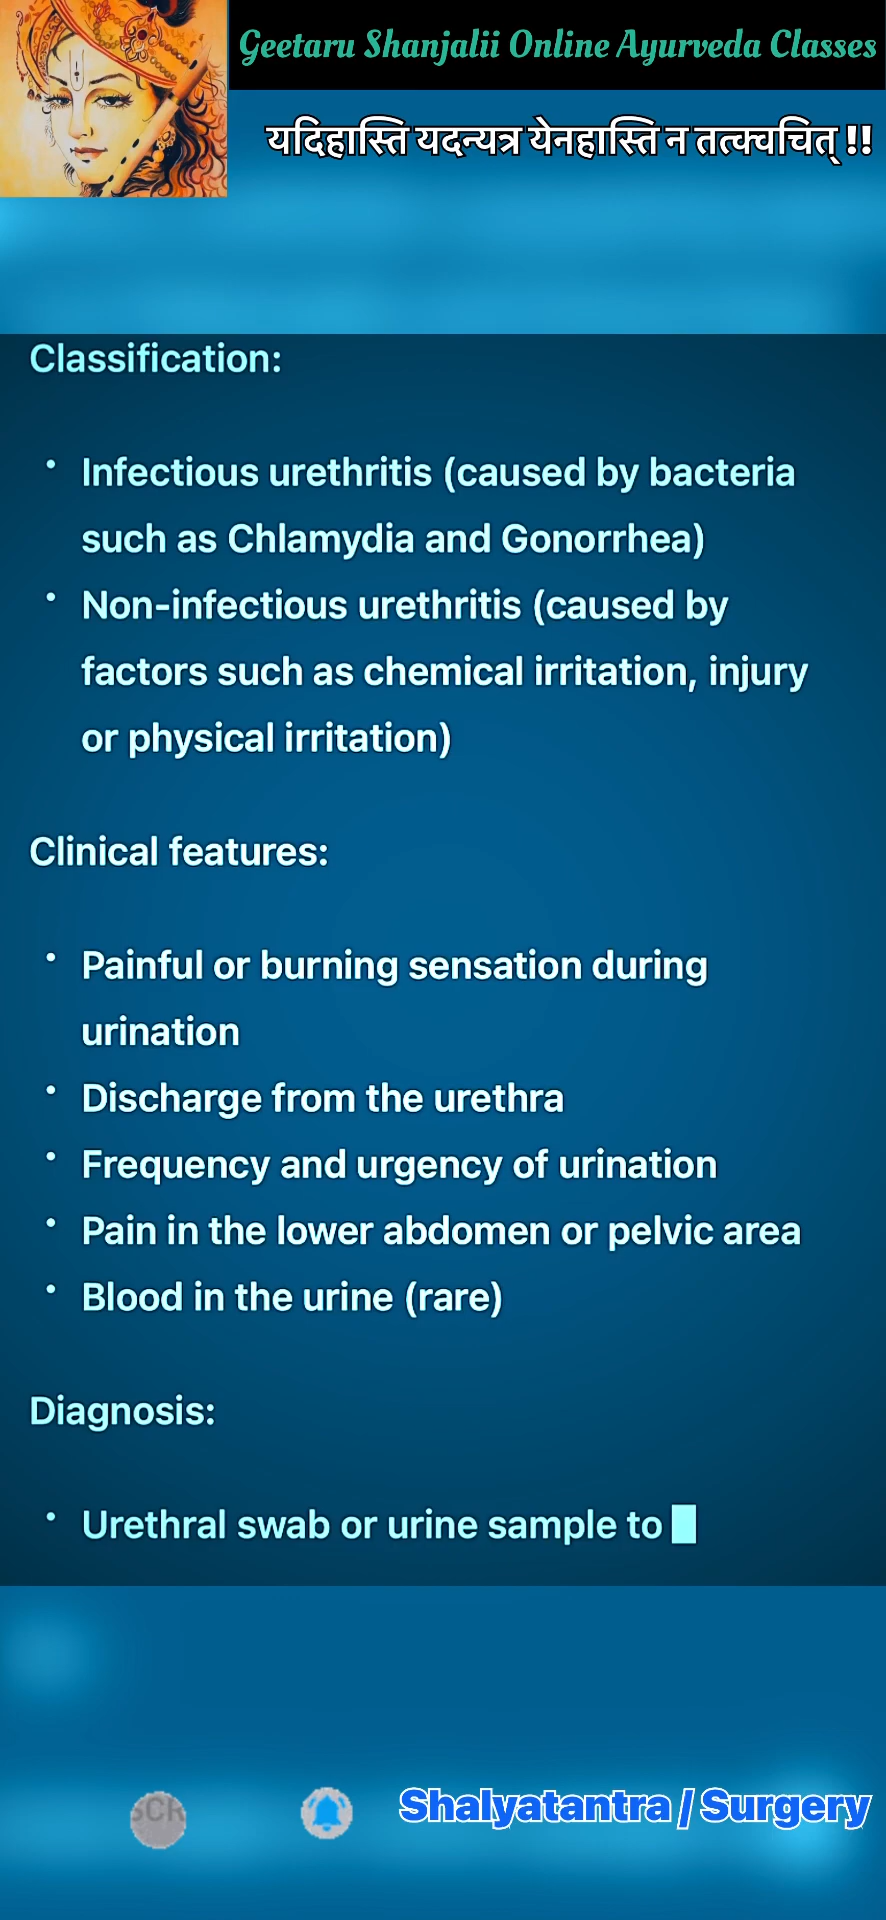 Geetaru Shanjalii Online Ayurveda Classes
यदिहास्ति यदन्यत्र येनहास्ति न तत्क्वचित् !!
Classification:
• Infectious urethritis (caused by bacteria
such as Chlamydia and Gonorrhea)
• Non-infectious urethritis (caused by
factors such as chemical irritation, injury
or physical irritation)
Clinical features:
• Painful or burning sensation during
urination
• Discharge from the urethra
• Frequency and urgency of urination
• Pain in the lower abdomen or pelvic area
• Blood in the urine (rare)
Diagnosis:
• Urethral swab or urine sample to
SCR
Shalyatantra / Surgery